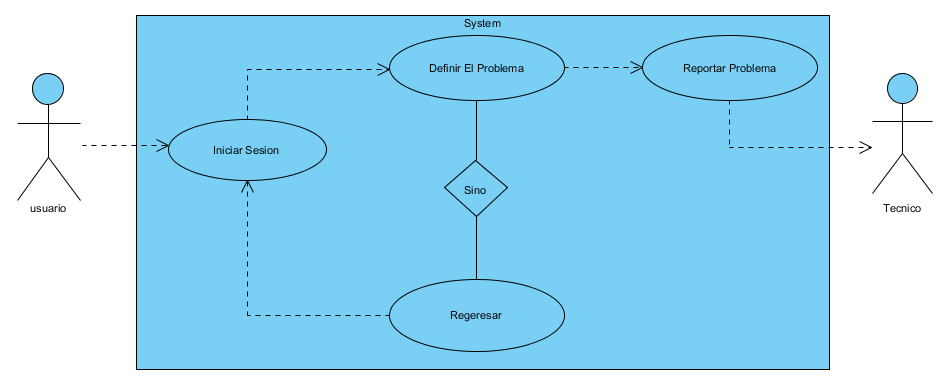 System
Definir El Problema
Reportar Problema
Iniciar Sesion
Sino
usuario
Tecnico
Regeresar